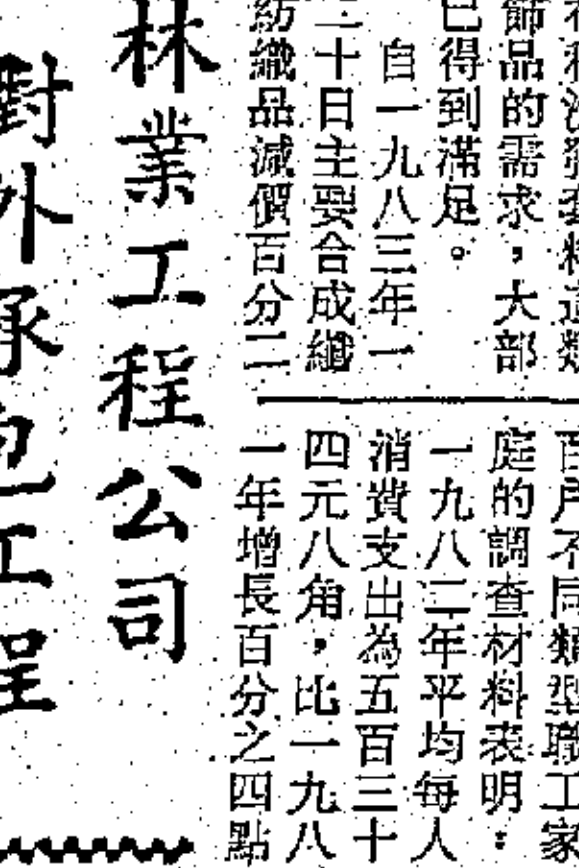 飾品的需求，大部
已得到滿足。
自一九八三年一
二十日主要合成纖
紡織品減價百分二
百戶不同類型職工家
庭的調查材料表明：
一九八二年平均每人
消費支出為五百三十
四元八角，比一九八
一年增長百分之四點
林業工程公司
對外承包工程